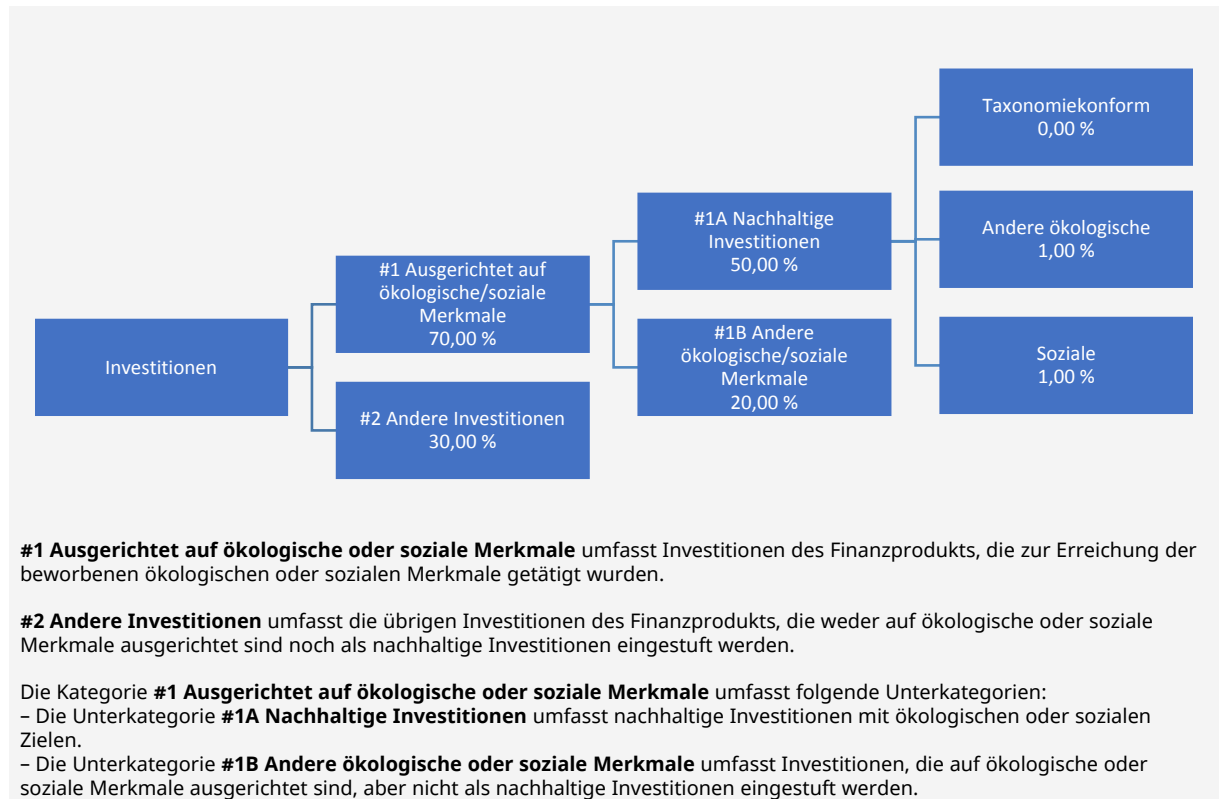 Investitionen
#1 Ausgerichtet auf
ökologische/soziale
Merkmale
70,00 %
#2 Andere Investitionen
30,00 %
#1A Nachhaltige
Investitionen
50,00 %
#1B Andere
ökologische/soziale
Merkmale
20,00 %
Taxonomiekonform
0,00 %
Andere ökologische
1,00 %
Soziale
1,00 %
#1 Ausgerichtet auf ökologische oder soziale Merkmale umfasst Investitionen des Finanzprodukts, die zur Erreichung der
beworbenen ökologischen oder sozialen Merkmale getätigt wurden.
#2 Andere Investitionen umfasst die übrigen Investitionen des Finanzprodukts, die weder auf ökologische oder soziale
Merkmale ausgerichtet sind noch als nachhaltige Investitionen eingestuft werden.
Die Kategorie #1 Ausgerichtet auf ökologische oder soziale Merkmale umfasst folgende Unterkategorien:
– Die Unterkategorie #1A Nachhaltige Investitionen umfasst nachhaltige Investitionen mit ökologischen oder sozialen
Zielen.
– Die Unterkategorie #1B Andere ökologische oder soziale Merkmale umfasst Investitionen, die auf ökologische oder
soziale Merkmale ausgerichtet sind, aber nicht als nachhaltige Investitionen eingestuft werden.